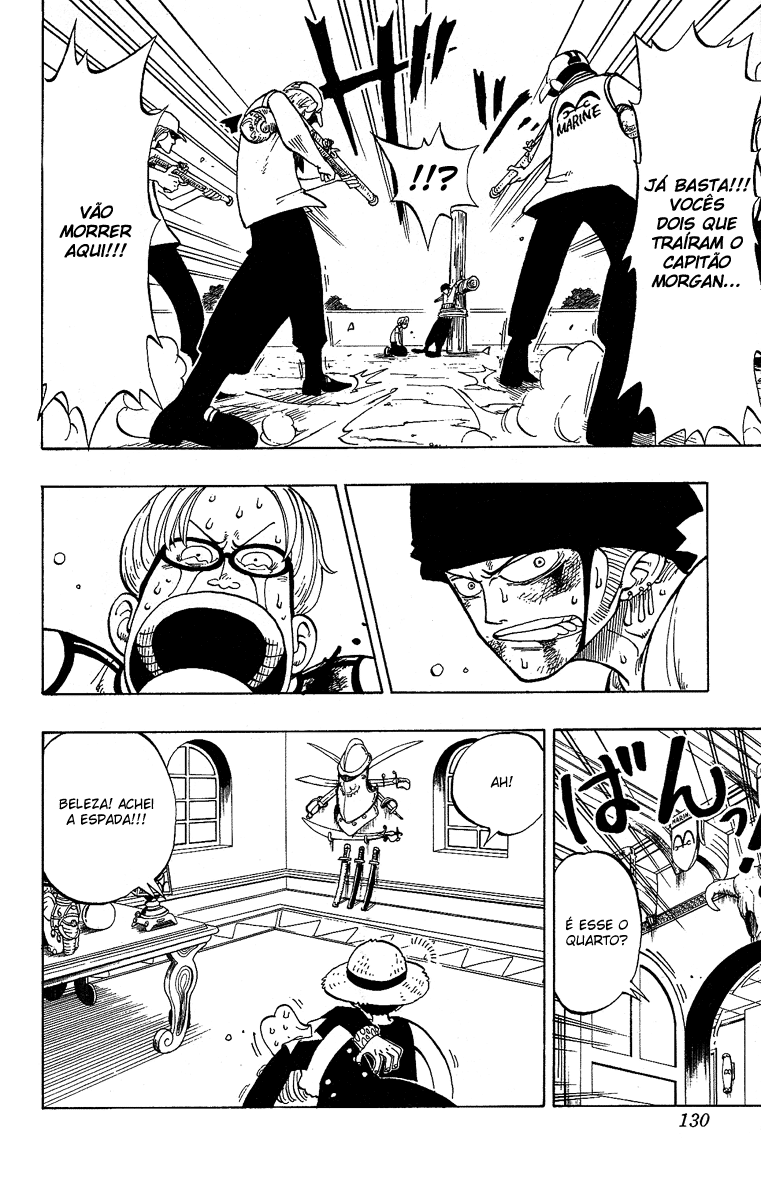 JÁ BASTA!!!
VOCÊS
DOIS QUE
TRAÍRAM O
CAPITÃO
MORGAN...
MARINE
!!?
VÃO
MORRER
AQUI!!!
ばんっ!
MARINE
É ESSE O
QUARTO?
AH!
BELEZA! ACHEI
A ESPADA!!!
130